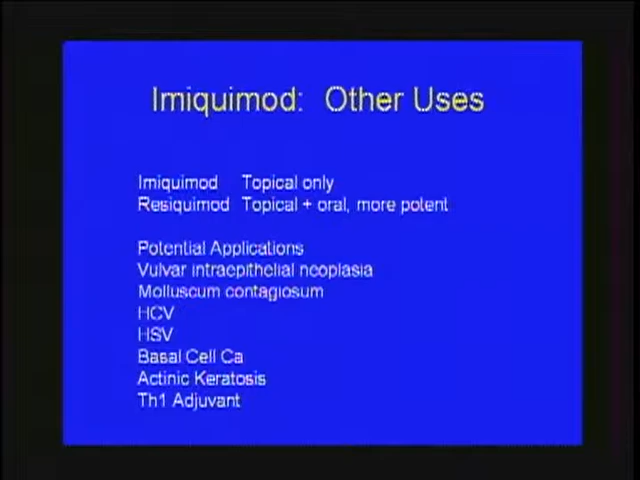 Imiquimod: Other Uses
Imiquimod Topical only
Resiquimod Topical + oral, more potent
Potential Applications
Vulvar intraepithelial neoplasia
Molluscum contagiosum
HCV
HSV
Basal Cell Ca
Actinic Keratosis
Th1 Adjuvant